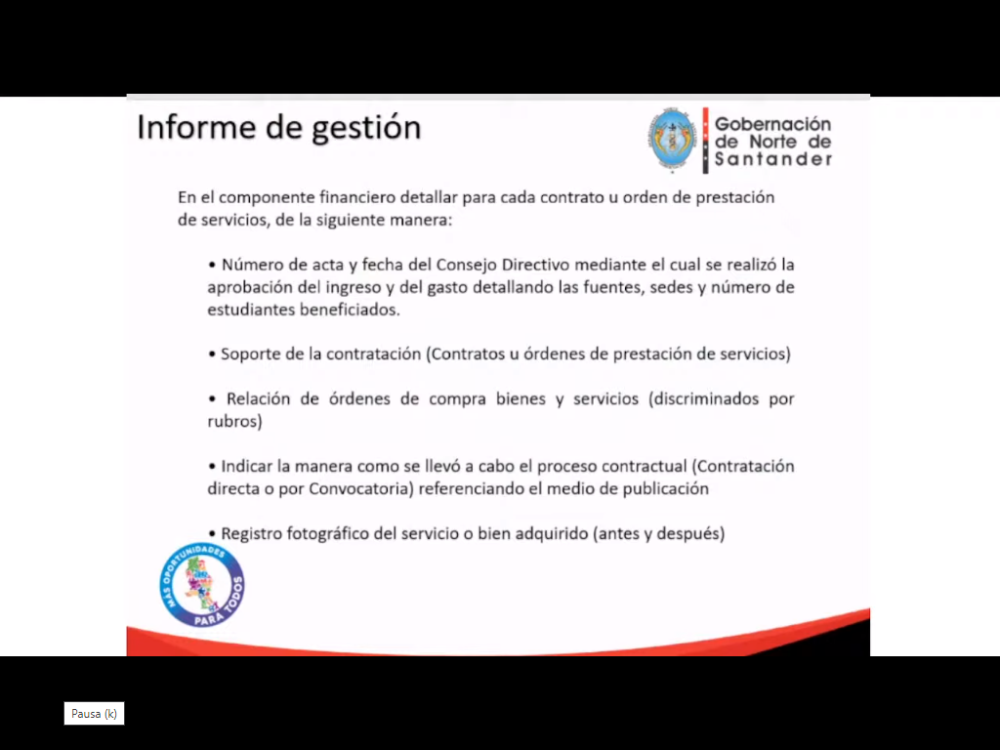 Informe de gestión
Gobernación
de Norte de
Santander
En el componente financiero detallar para cada contrato u orden de prestación
de servicios, de la siguiente manera:
• Número de acta y fecha del Consejo Directivo mediante el cual se realizó la
aprobación del ingreso y del gasto detallando las fuentes, sedes y número de
estudiantes beneficiados.
• Soporte de la contratación (Contratos u órdenes de prestación de servicios)
• Relación de órdenes de compra bienes y servicios (discriminados por
rubros)
• Indicar la manera como se llevó a cabo el proceso contractual (Contratación
directa o por Convocatoria) referenciando el medio de publicación
• Registro fotográfico del servicio o bien adquirido (antes y después)
MÁS OPORTUNIDADES
PARA TODOS
Pausa (k)